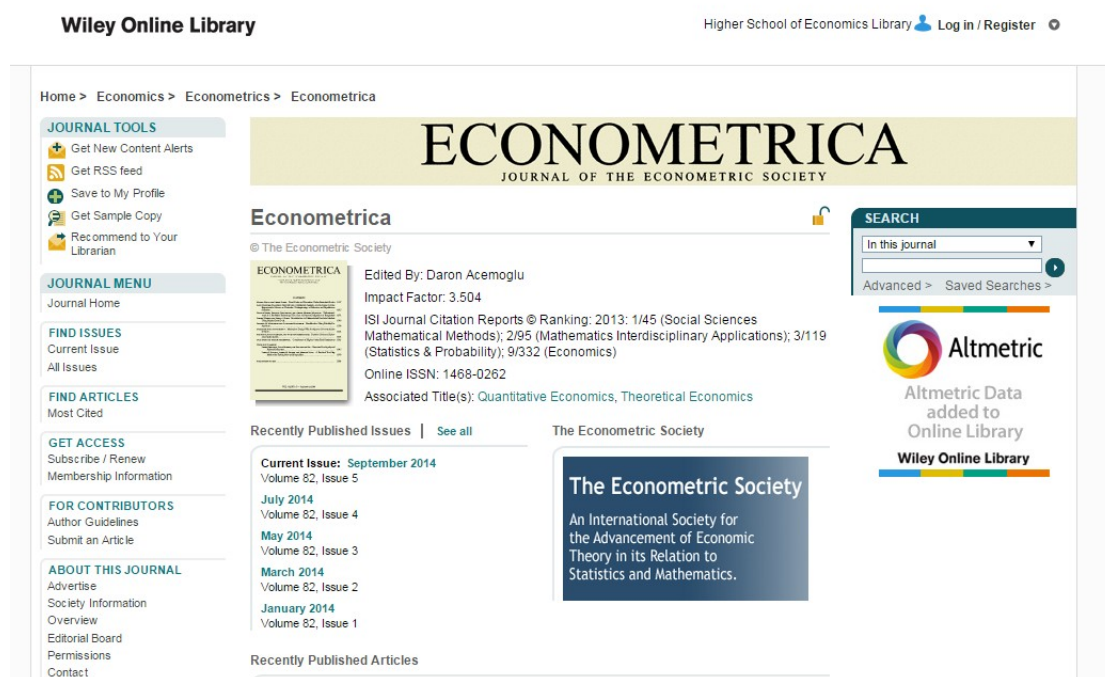 Wiley Online Library
Higher School of Economics Library Log in / Register
Home > Economics > Econometrics > Econometrica
JOURNAL TOOLS
Get New Content Alerts
Get RSS feed
Save to My Profile
Get Sample Copy
Recommend to Your
Librarian
JOURNAL MENU
Journal Home
FIND ISSUES
Current Issue
All Issues
FIND ARTICLES
Most Cited
GET ACCESS
Subscribe / Renew
Membership Information
FOR CONTRIBUTORS
Author Guidelines
Submit an Article
ABOUT THIS JOURNAL
Advertise
Society Information
Overview
Editorial Board
Permissions
Contact
ECONOMETRICA
JOURNAL OF THE ECONOMETRIC SOCIETY
Econometrica
© The Econometric Society
ECONOMETRICA
Edited By: Daron Acemoglu
Impact Factor: 3.504
ISI Journal Citation Reports © Ranking: 2013: 1/45 (Social Sciences
Mathematical Methods); 2/95 (Mathematics Interdisciplinary Applications); 3/119
(Statistics & Probability); 9/332 (Economics)
Online ISSN: 1468-0262
Associated Title(s): Quantitative Economics, Theoretical Economics
Recently Published Issues | See all
Current Issue: September 2014
Volume 82, Issue 5
July 2014
Volume 82, Issue 4
May 2014
Volume 82, Issue 3
March 2014
Volume 82, Issue 2
January 2014
Volume 82, Issue 1
The Econometric Society
The Econometric Society
An International Society for
the Advancement of Economic
Theory in its Relation to
Statistics and Mathematics.
Recently Published Articles
SEARCH
In this journal
Advanced > Saved Searches >
Altmetric
Altmetric Data
added to
Online Library
Wiley Online Library